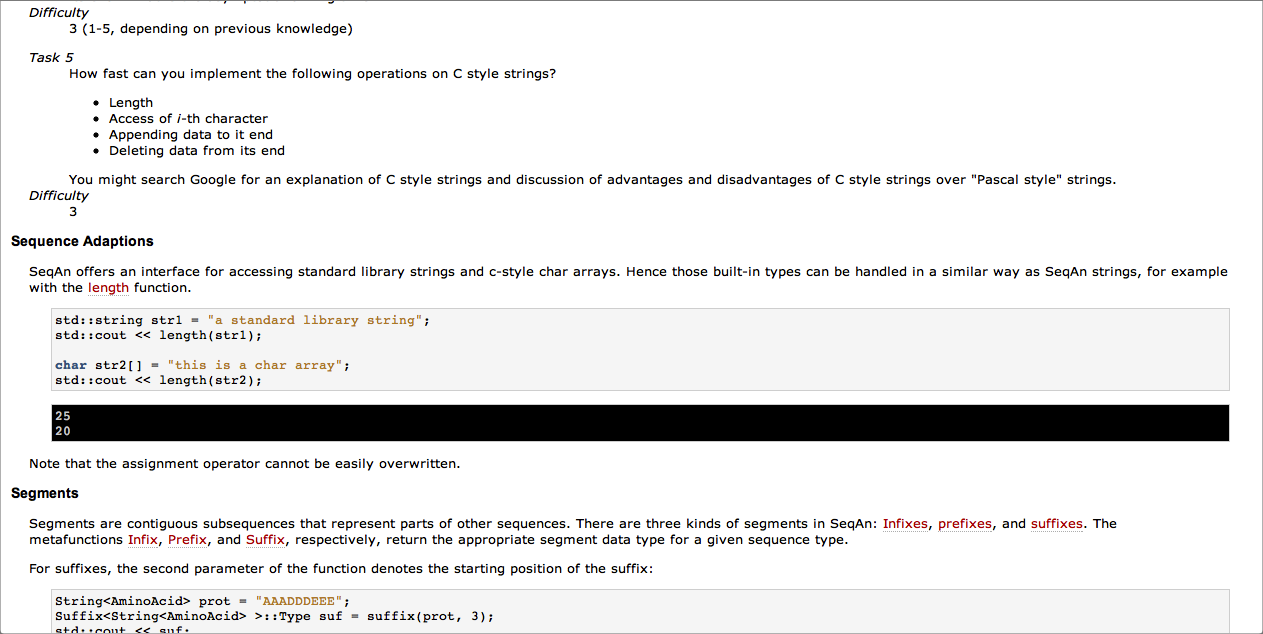 Difficulty
3 (1-5, depending on previous knowledge)
Task 5
How fast can you implement the following operations on C style strings?
• Length
• Access of i-th character
• Appending data to it end
• Deleting data from its end
You might search Google for an explanation of C style strings and discussion of advantages and disadvantages of C style strings over "Pascal style" strings.
Difficulty
3
Sequence Adaptions
SeqAn offers an interface for accessing standard library strings and c-style char arrays. Hence those built-in types can be handled in a similar way as SeqAn strings, for example
with the length function.
std::string str1 = "a standard library string";
std::cout << length(str1);
char str2[] = "this is a char array";
std::cout << length(str2);
25
20
Note that the assignment operator cannot be easily overwritten.
Segments
Segments are contiguous subsequences that represent parts of other sequences. There are three kinds of segments in SeqAn: Infixes, prefixes, and suffixes. The
metafunctions Infix, Prefix, and Suffix, respectively, return the appropriate segment data type for a given sequence type.
For suffixes, the second parameter of the function denotes the starting position of the suffix:
String<AminoAcid> prot = "AAADDDEEE";
Suffix<String<AminoAcid> >::Type suf = suffix(prot, 3);
std::cout << suf;